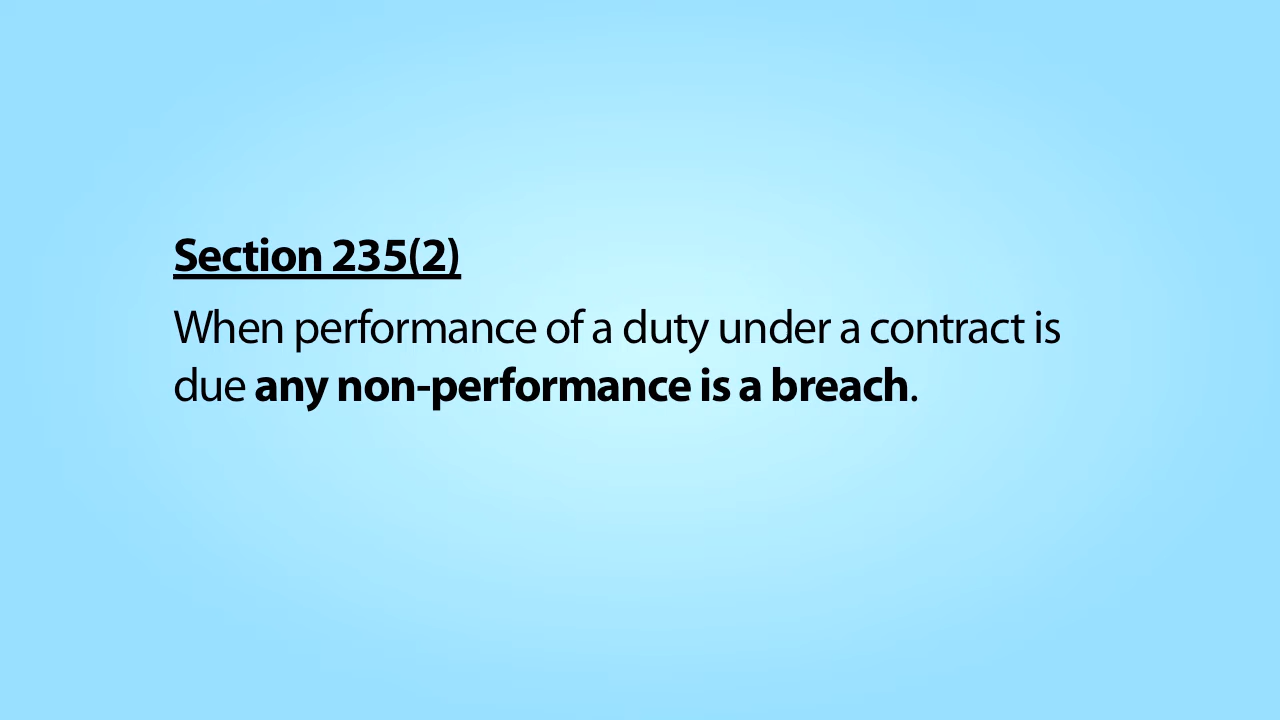 Section 235(2)
When performance of a duty under a contract is
due any non-performance is a breach.